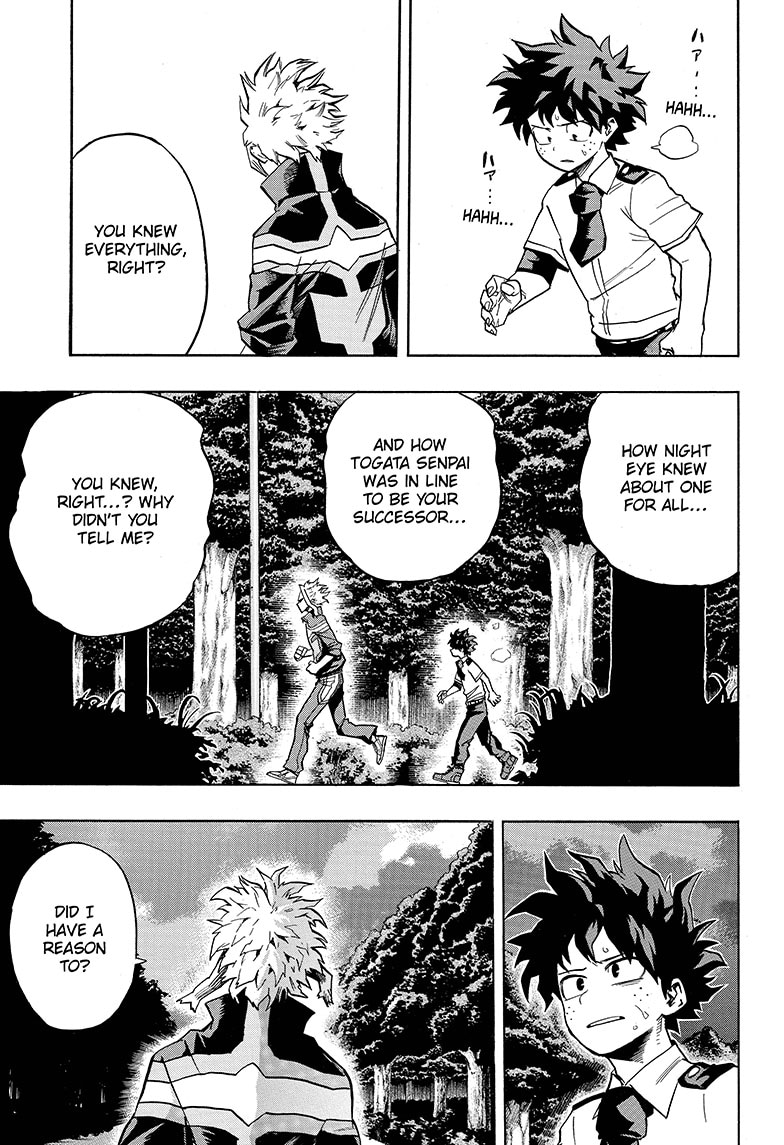 ハァ…
HAHH...
ハァ…
HAHH...
YOU KNEW
EVERYTHING,
RIGHT?
HOW NIGHT
EYE KNEW
ABOUT ONE
FOR ALL...
AND HOW
TOGATA SENPAI
WAS IN LINE
TO BE YOUR
SUCCESSOR...
YOU KNEW,
RIGHT...? WHY
DIDN'T YOU
TELL ME?
DID I
HAVE A
REASON
TO?